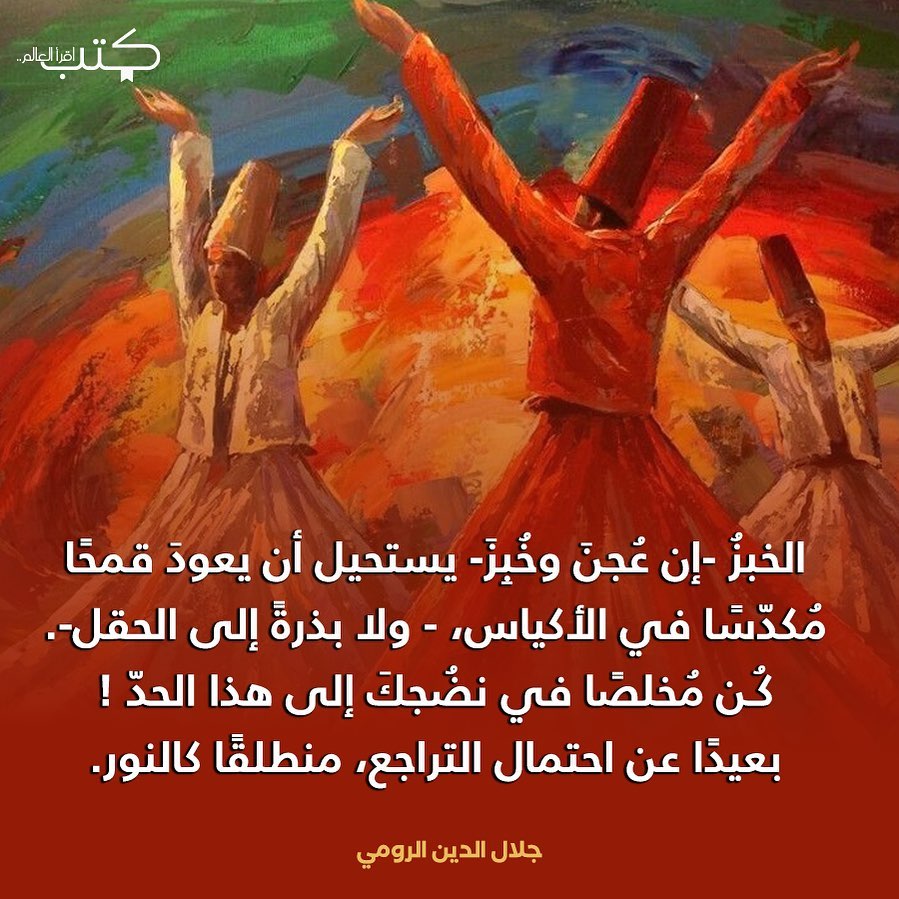 كتب
اقرأ العالم..
الخبزُ -إن عُجنَ وخُبِزَ- يستحيل أن يعودَ قمحًا
مُكدّسًا في الأكياس، - ولا بذرةً إلى الحقل-.
كُن مُخلصًا في نضُجكَ إلى هذا الحدّ !
بعيدًا عن احتمال التراجع، منطلقًا كالنور.
جلال الدين الرومي